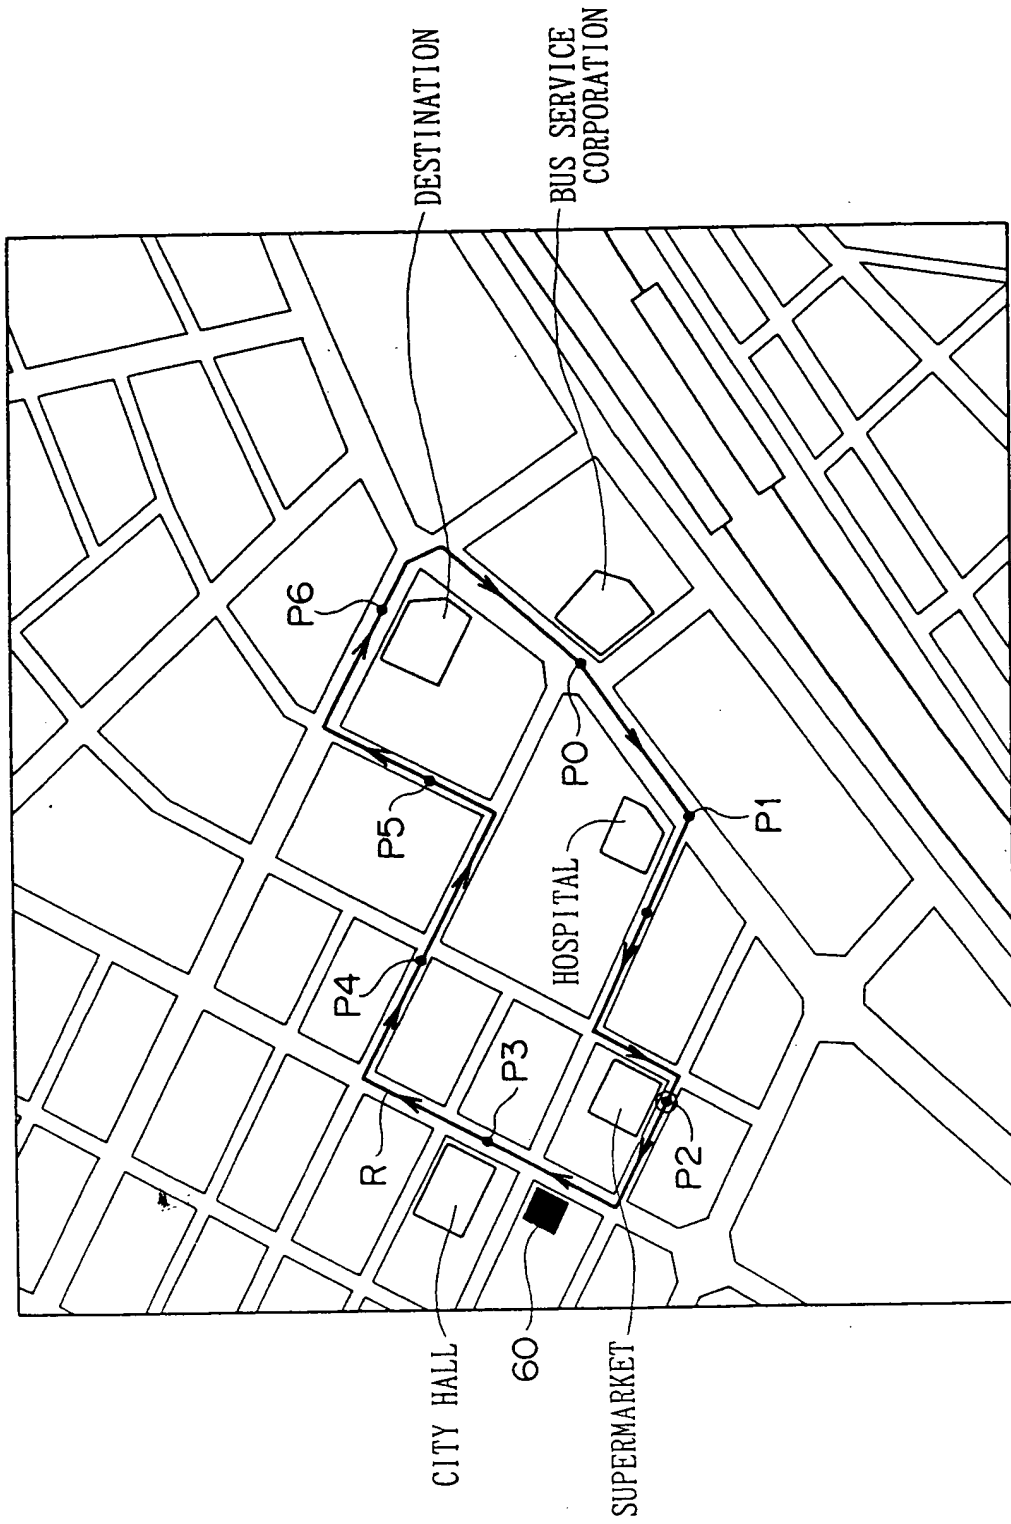 DESTINATION
BUS SERVICE
CORPORATION
P6
P5
P0
P1
HOSPITAL
P4
P3
R
P2
CITY HALL
60
SUPERMARKET